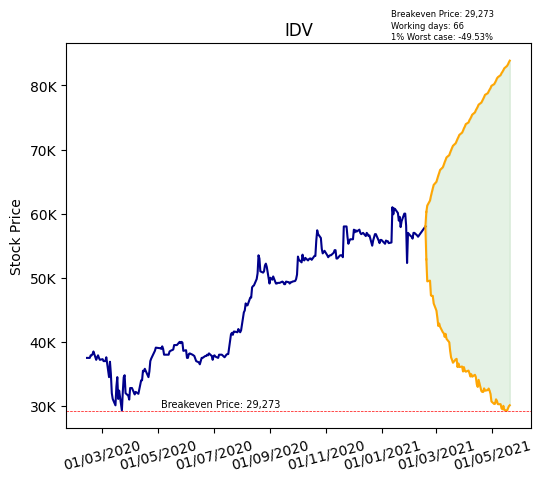 Breakeven Price: 29,273
Working days: 66
1% Worst case: -49.53%
IDV
80K
70K
60K
50K
40K
30K
Stock Price
Breakeven Price: 29,273
01/03/2020
01/05/2020
01/07/2020
01/09/2020
01/11/2020
01/01/2021
01/03/2021
01/05/2021